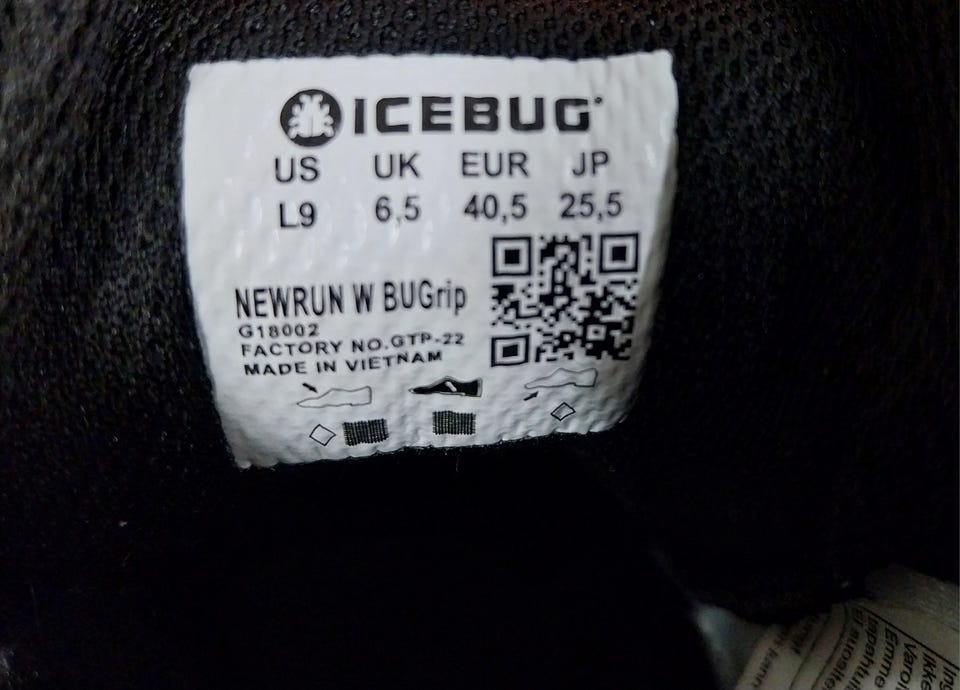 ICEBUG
US UK EUR JP
L9 6,5 40,5 25,5
NEWRUN W BUGrip
G18002
FACTORY NO.GTP-22
MADE IN VIETNAM
Emme